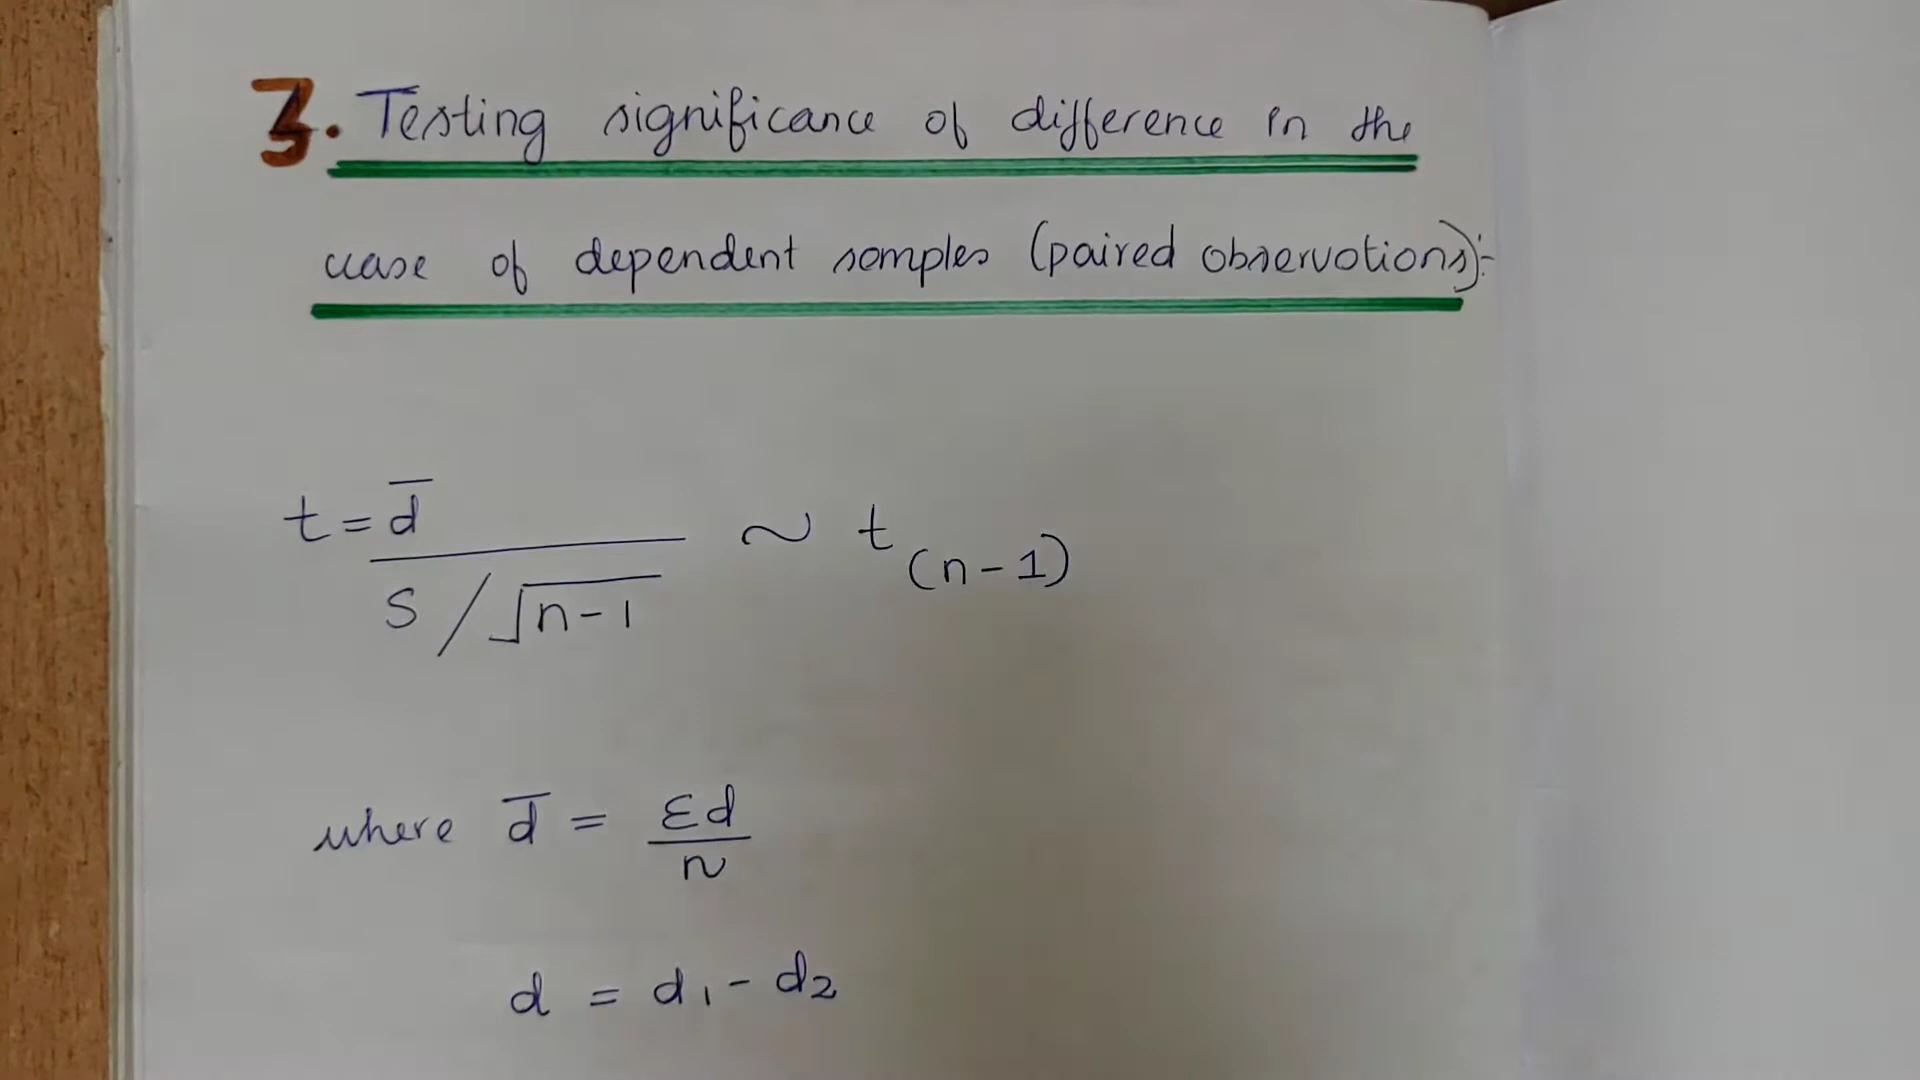 3. Testing significance of difference in the
case of dependent samples (paired observations):-
t = d̅ / (S/√(n-1)) ~ t(n-1)
where d̅ = Σd / n
d = d₁ - d₂